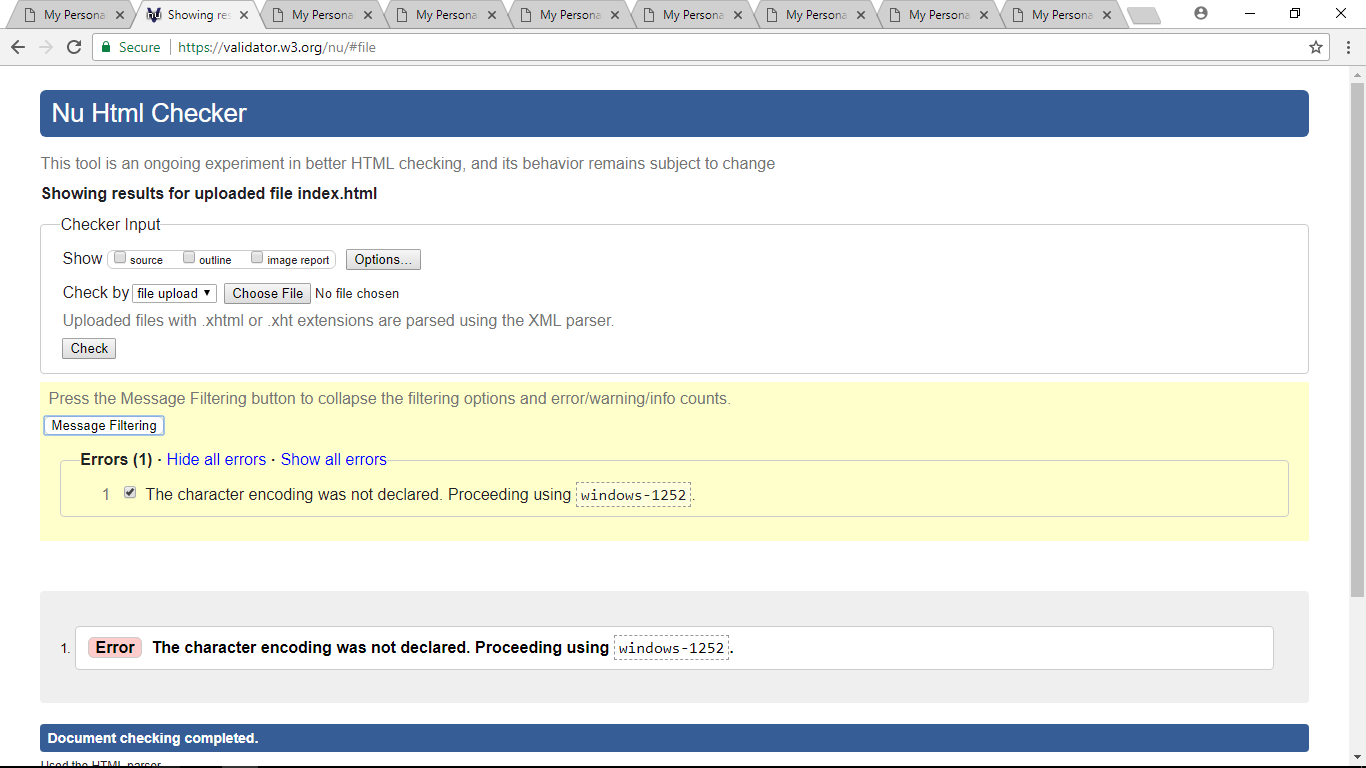 My Persona Showing res My Persona My Persona My Persona My Persona My Persona My Persona My Persona
Secure https://validator.w3.org/nu/#file
Nu Html Checker
This tool is an ongoing experiment in better HTML checking, and its behavior remains subject to change
Showing results for uploaded file index.html
Checker Input
Show source outline image report Options...
Check by file upload Choose File No file chosen
Uploaded files with .xhtml or .xht extensions are parsed using the XML parser.
Check
Press the Message Filtering button to collapse the filtering options and error/warning/info counts.
Message Filtering
Errors (1) · Hide all errors · Show all errors
1 The character encoding was not declared. Proceeding using windows-1252.
1. Error The character encoding was not declared. Proceeding using windows-1252.
Document checking completed.
Used the HTML parser.